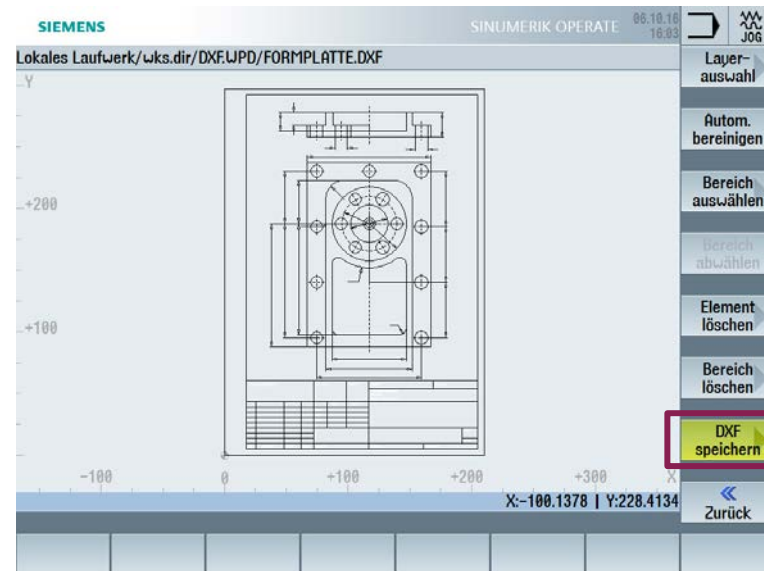 SIEMENS
SINUMERIK OPERATE
06.10.16
16:03
JOG
Lokales Laufwerk/wks.dir/DXF.WPD/FORMPLATTE.DXF
Layer-
auswahl
Y
Autom.
bereinigen
Bereich
auswählen
+200
Bereich
abwählen
Element
löschen
+100
Bereich
löschen
DXF
speichern
-100
0
+100
+200
+300
X
X:-100.1378 | Y:228.4134
Zurück